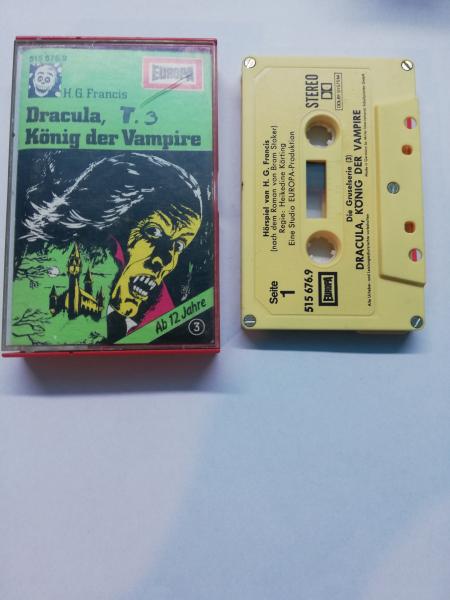 515 676.9
EUROPA
H. G. Francis
Dracula, T. 3
König der Vampire
Ab 12 Jahre
3
STEREO
DOLBY SYSTEM
Hörspiel von H. G. Francis
(nach dem Roman von Bram Stoker)
Regie: Heikedine Körting
Eine Studio EUROPA-Produktion
Seite
1
515 676.9
EUROPA
Die Gruselserie (3)
DRACULA, KÖNIG DER VAMPIRE